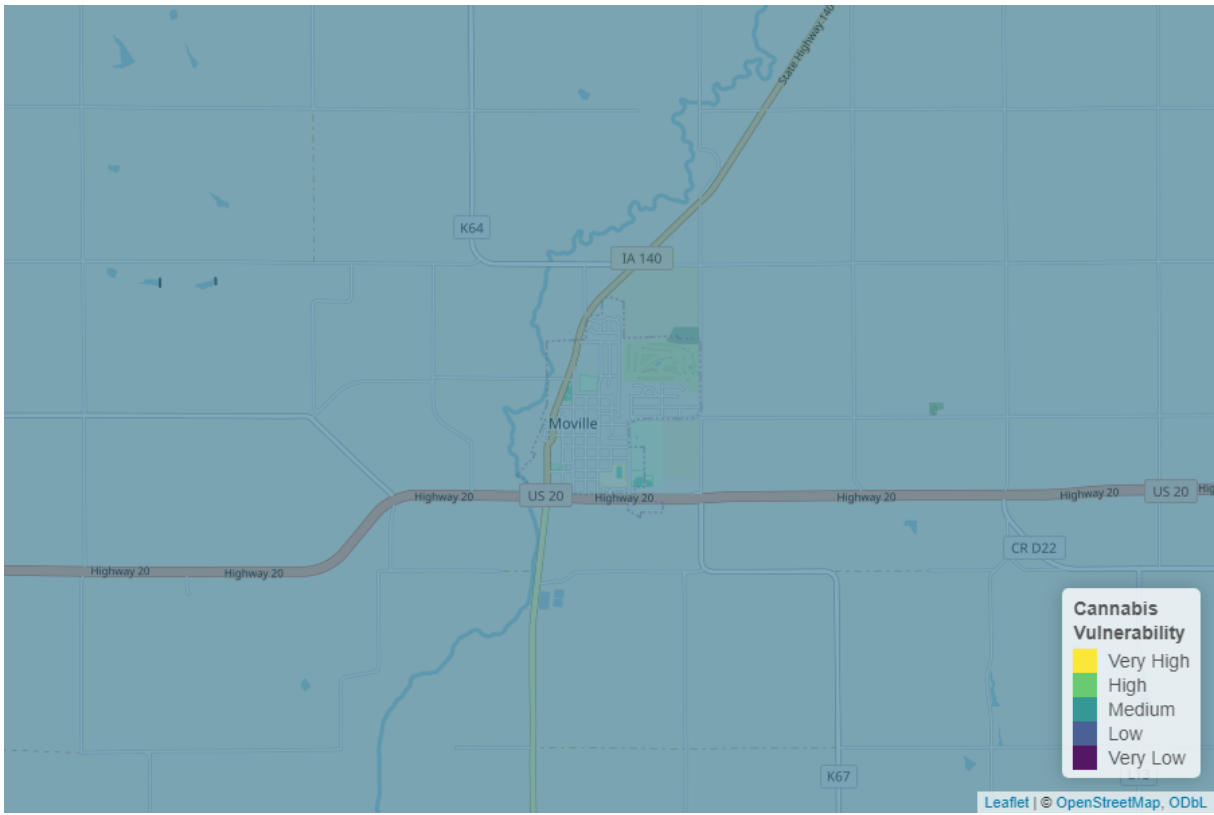 State Highway 140
K64
IA 140
Moville
Highway 20
US 20
Highway 20
Highway 20
Highway 20
US 20
Hig
Highway 20
Highway 20
CR D22
Cannabis
Vulnerability
Very High
High
Medium
Low
Very Low
K67
L13
Leaflet | © OpenStreetMap, ODbL